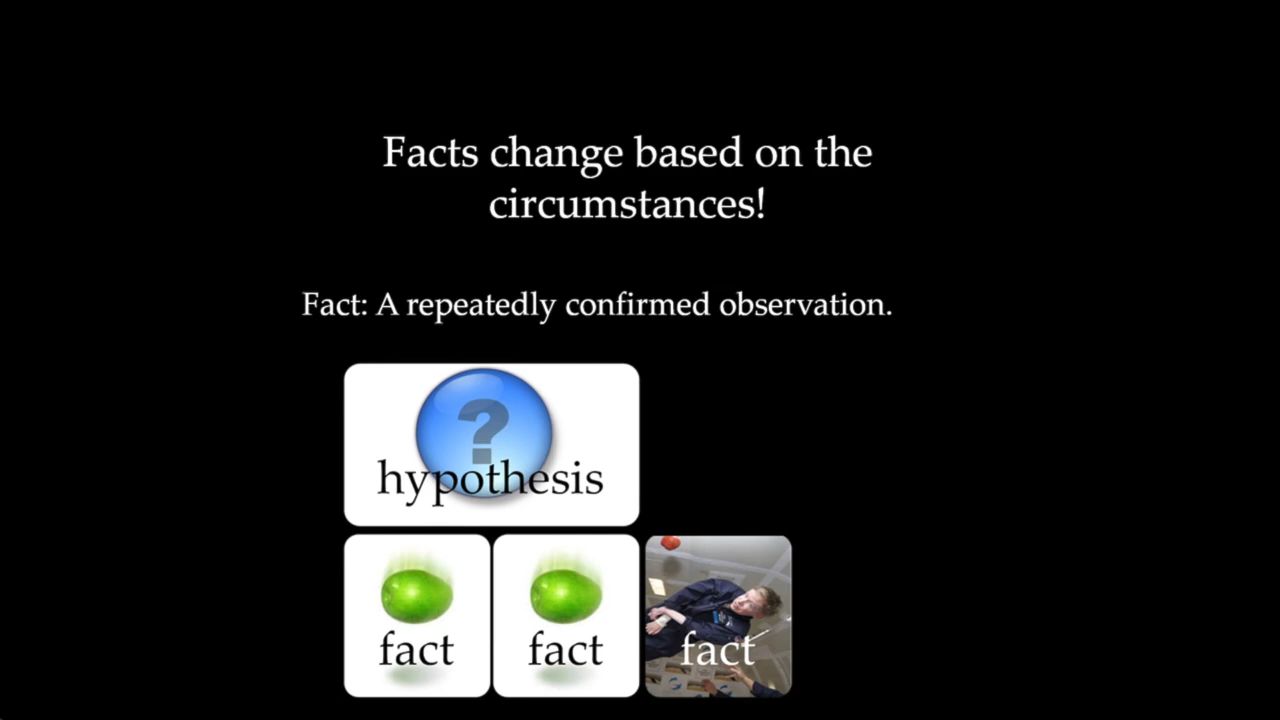 Facts change based on the
circumstances!
Fact: A repeatedly confirmed observation.
?
hypothesis
fact
fact
fact